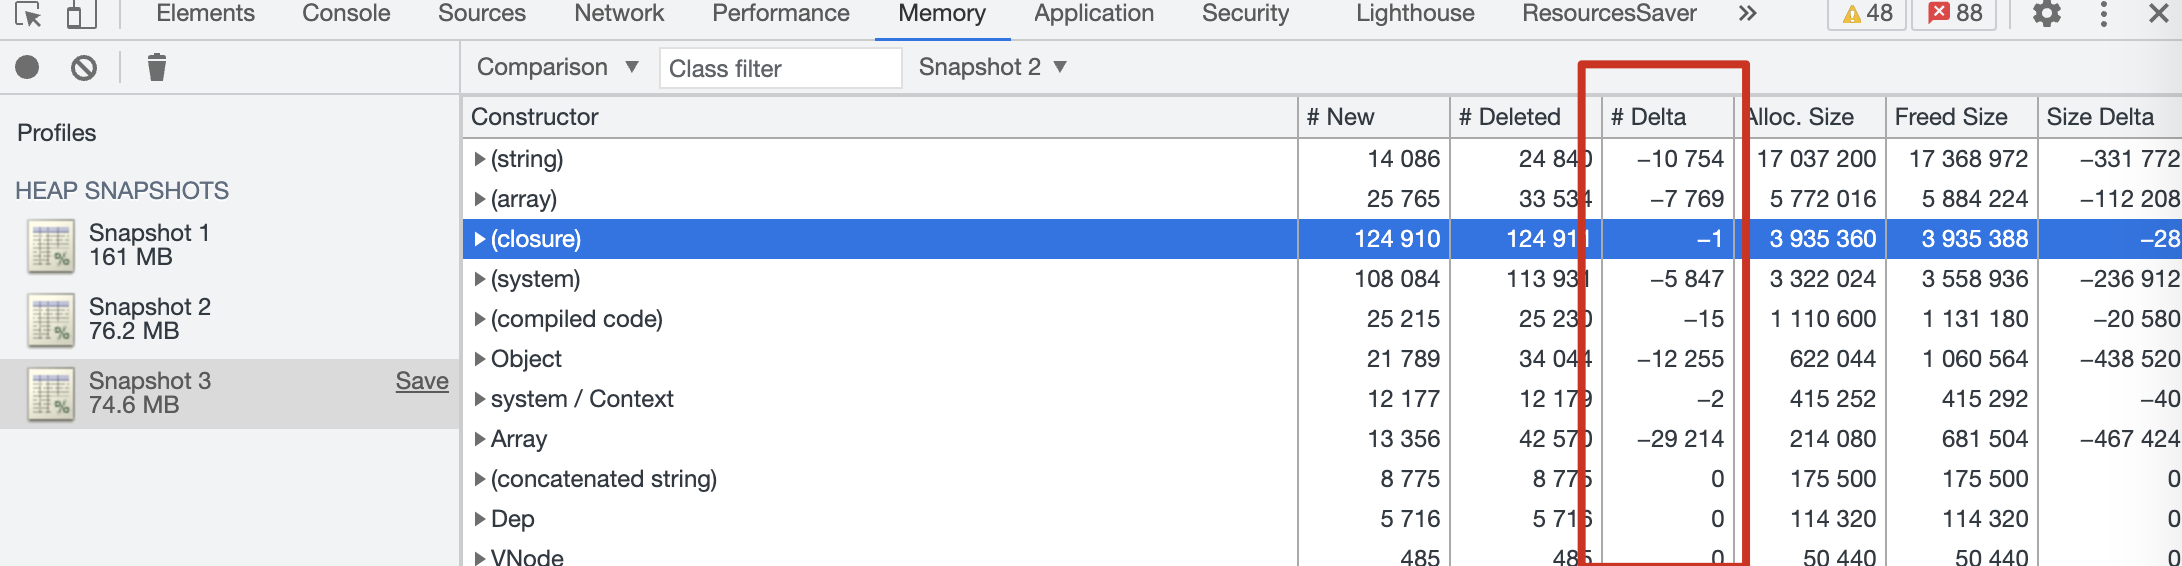 Elements Console Sources Network Performance Memory Application Security Lighthouse ResourcesSaver » 48 88
Comparison ▼ Class filter Snapshot 2 ▼
Profiles
HEAP SNAPSHOTS
Snapshot 1
161 MB
Snapshot 2
76.2 MB
Snapshot 3 Save
74.6 MB
Constructor # New # Deleted # Delta Alloc. Size Freed Size Size Delta
(string) 14 086 24 840 −10 754 17 037 200 17 368 972 −331 772
(array) 25 765 33 534 −7 769 5 772 016 5 884 224 −112 208
(closure) 124 910 124 911 −1 3 935 360 3 935 388 −28
(system) 108 084 113 931 −5 847 3 322 024 3 558 936 −236 912
(compiled code) 25 215 25 230 −15 1 110 600 1 131 180 −20 580
Object 21 789 34 044 −12 255 622 044 1 060 564 −438 520
system / Context 12 177 12 179 −2 415 252 415 292 −40
Array 13 356 42 570 −29 214 214 080 681 504 −467 424
(concatenated string) 8 775 8 775 0 175 500 175 500 0
Dep 5 716 5 716 0 114 320 114 320 0
VNode 485 485 0 50 440 50 440 0